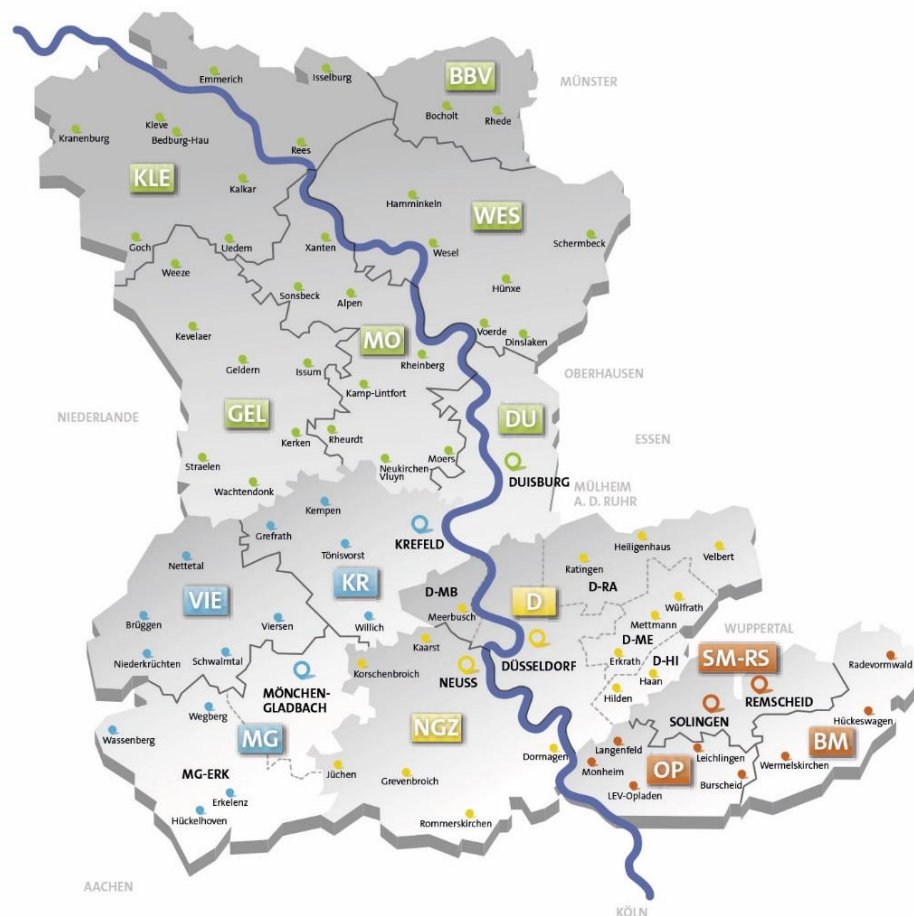 Emmerich
Isselburg
BBV
MÜNSTER
Bocholt
Rhede
Kranenburg
Kleve
Bedburg-Hau
Rees
KLE
Kalkar
Hamminkeln
WES
Schermbeck
Goch
Uedem
Xanten
Wesel
Weeze
Sonsbeck
Alpen
Hünxe
Kevelaer
MO
Voerde
Dinslaken
Geldern
Issum
Rheinberg
OBERHAUSEN
Kamp-Lintfort
NIEDERLANDE
GEL
DU
ESSEN
Kerken
Rheurdt
Moers
Straelen
Neukirchen-
Vluyn
DUISBURG
Wachtendonk
MÜLHEIM
A. D. RUHR
Kempen
Grefrath
KREFELD
Tönisvorst
Heiligenhaus
Velbert
Nettetal
Ratingen
KR
D-MB
D-RA
VIE
D
Meerbusch
Wülfrath
Brüggen
Viersen
Willich
Mettmann
WUPPERTAL
Kaarst
D-ME
Niederkrüchten
Schwalmtal
Korschenbroich
NEUSS
DÜSSELDORF
Erkrath
D-HI
SM-RS
Radevormwald
Haan
MÖNCHEN-
GLADBACH
Hilden
REMSCHEID
SOLINGEN
Wegberg
Hückeswagen
Wassenberg
MG
NGZ
BM
Dormagen
Langenfeld
Leichlingen
Wermelskirchen
MG-ERK
Jüchen
Grevenbroich
Monheim
OP
Burscheid
Erkelenz
LEV-Opladen
Hückelhoven
Rommerskirchen
AACHEN
KÖLN